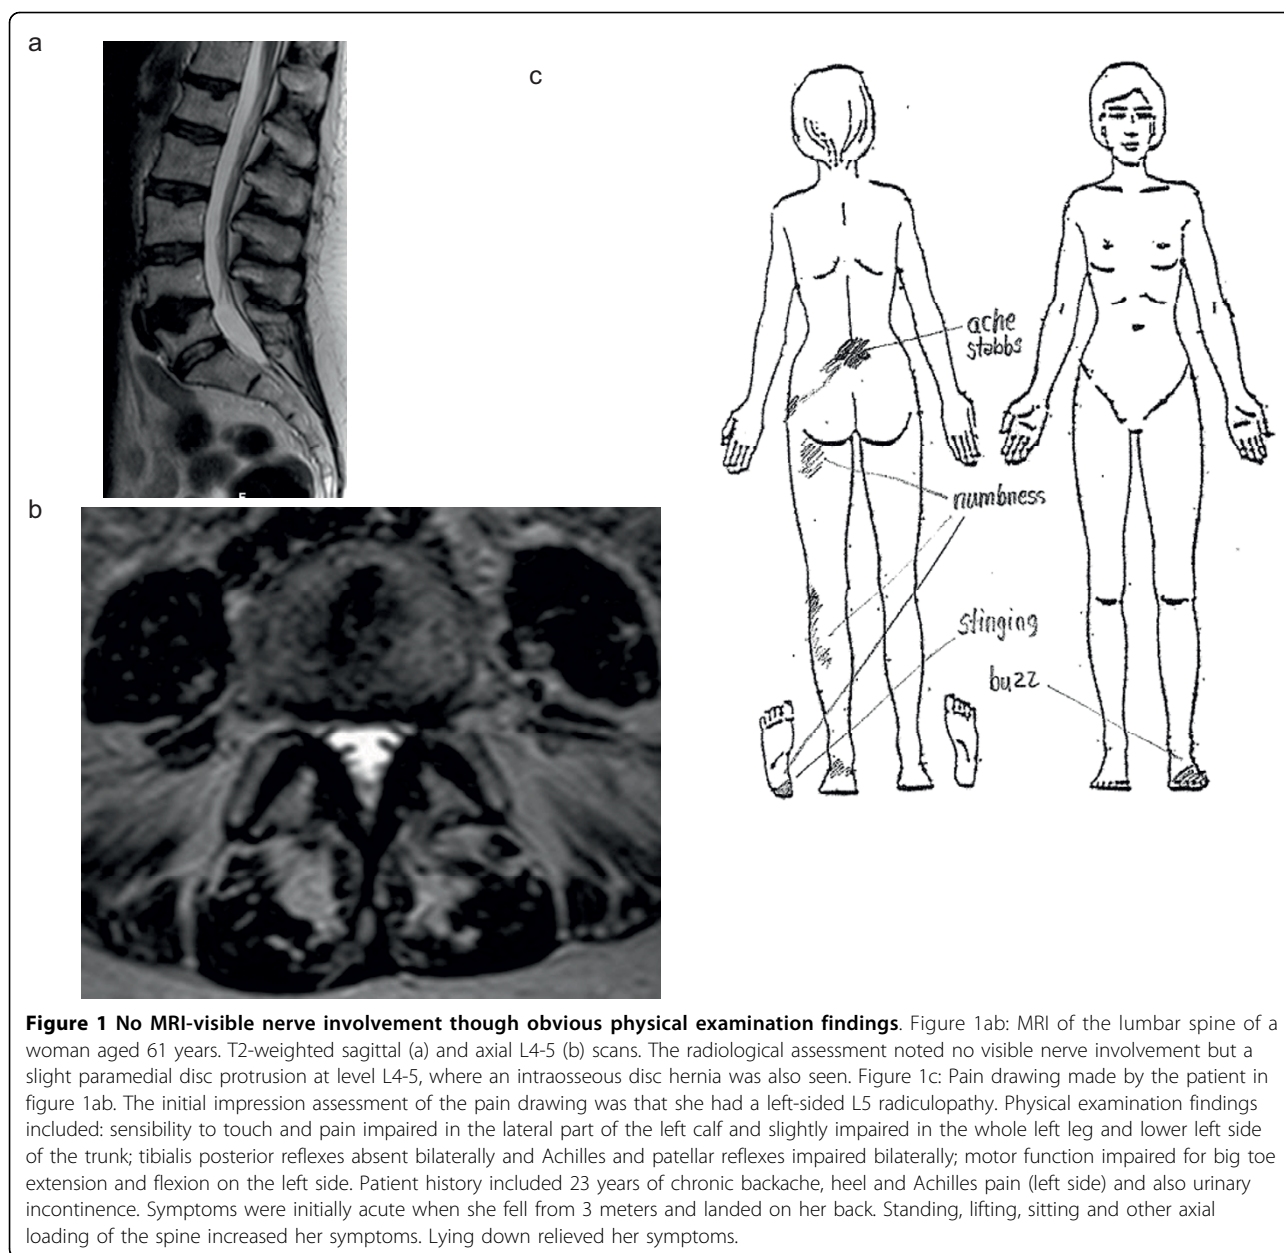 a
c
ache
stabbs
b
numbness
stinging
buzz
Figure 1 No MRI-visible nerve involvement though obvious physical examination findings. Figure 1ab: MRI of the lumbar spine of a
woman aged 61 years. T2-weighted sagittal (a) and axial L4-5 (b) scans. The radiological assessment noted no visible nerve involvement but a
slight paramedial disc protrusion at level L4-5, where an intraosseous disc hernia was also seen. Figure 1c: Pain drawing made by the patient in
figure 1ab. The initial impression assessment of the pain drawing was that she had a left-sided L5 radiculopathy. Physical examination findings
included: sensibility to touch and pain impaired in the lateral part of the left calf and slightly impaired in the whole left leg and lower left side
of the trunk; tibialis posterior reflexes absent bilaterally and Achilles and patellar reflexes impaired bilaterally; motor function impaired for big toe
extension and flexion on the left side. Patient history included 23 years of chronic backache, heel and Achilles pain (left side) and also urinary
incontinence. Symptoms were initially acute when she fell from 3 meters and landed on her back. Standing, lifting, sitting and other axial
loading of the spine increased her symptoms. Lying down relieved her symptoms.